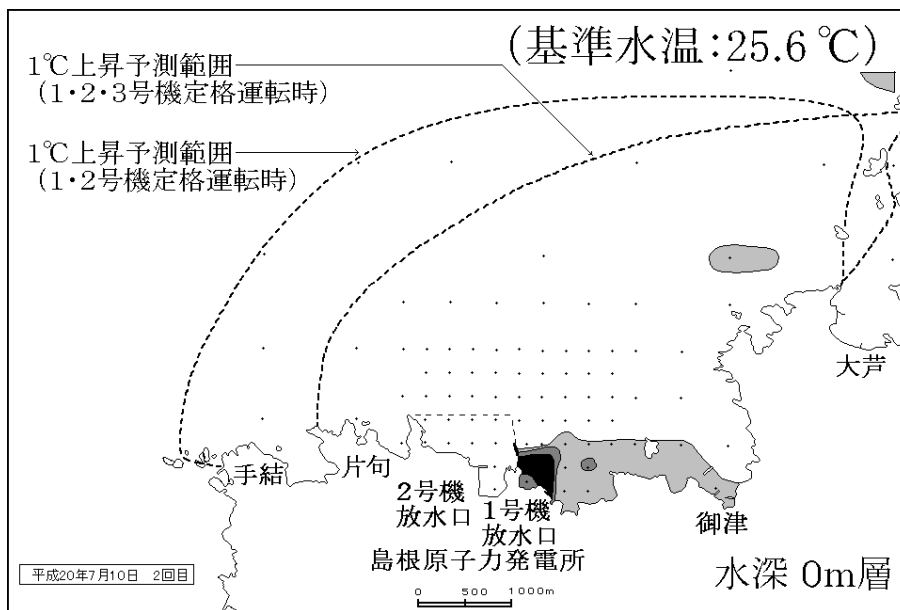 (基準水温:25.6℃)
1℃上昇予測範囲
(1・2・3号機定格運転時)
1℃上昇予測範囲
(1・2号機定格運転時)
大芦
手結
片句
2号機
放水口
1号機
放水口
御津
島根原子力発電所
平成20年7月10日 2回目
0 500 1000m
水深 0m層